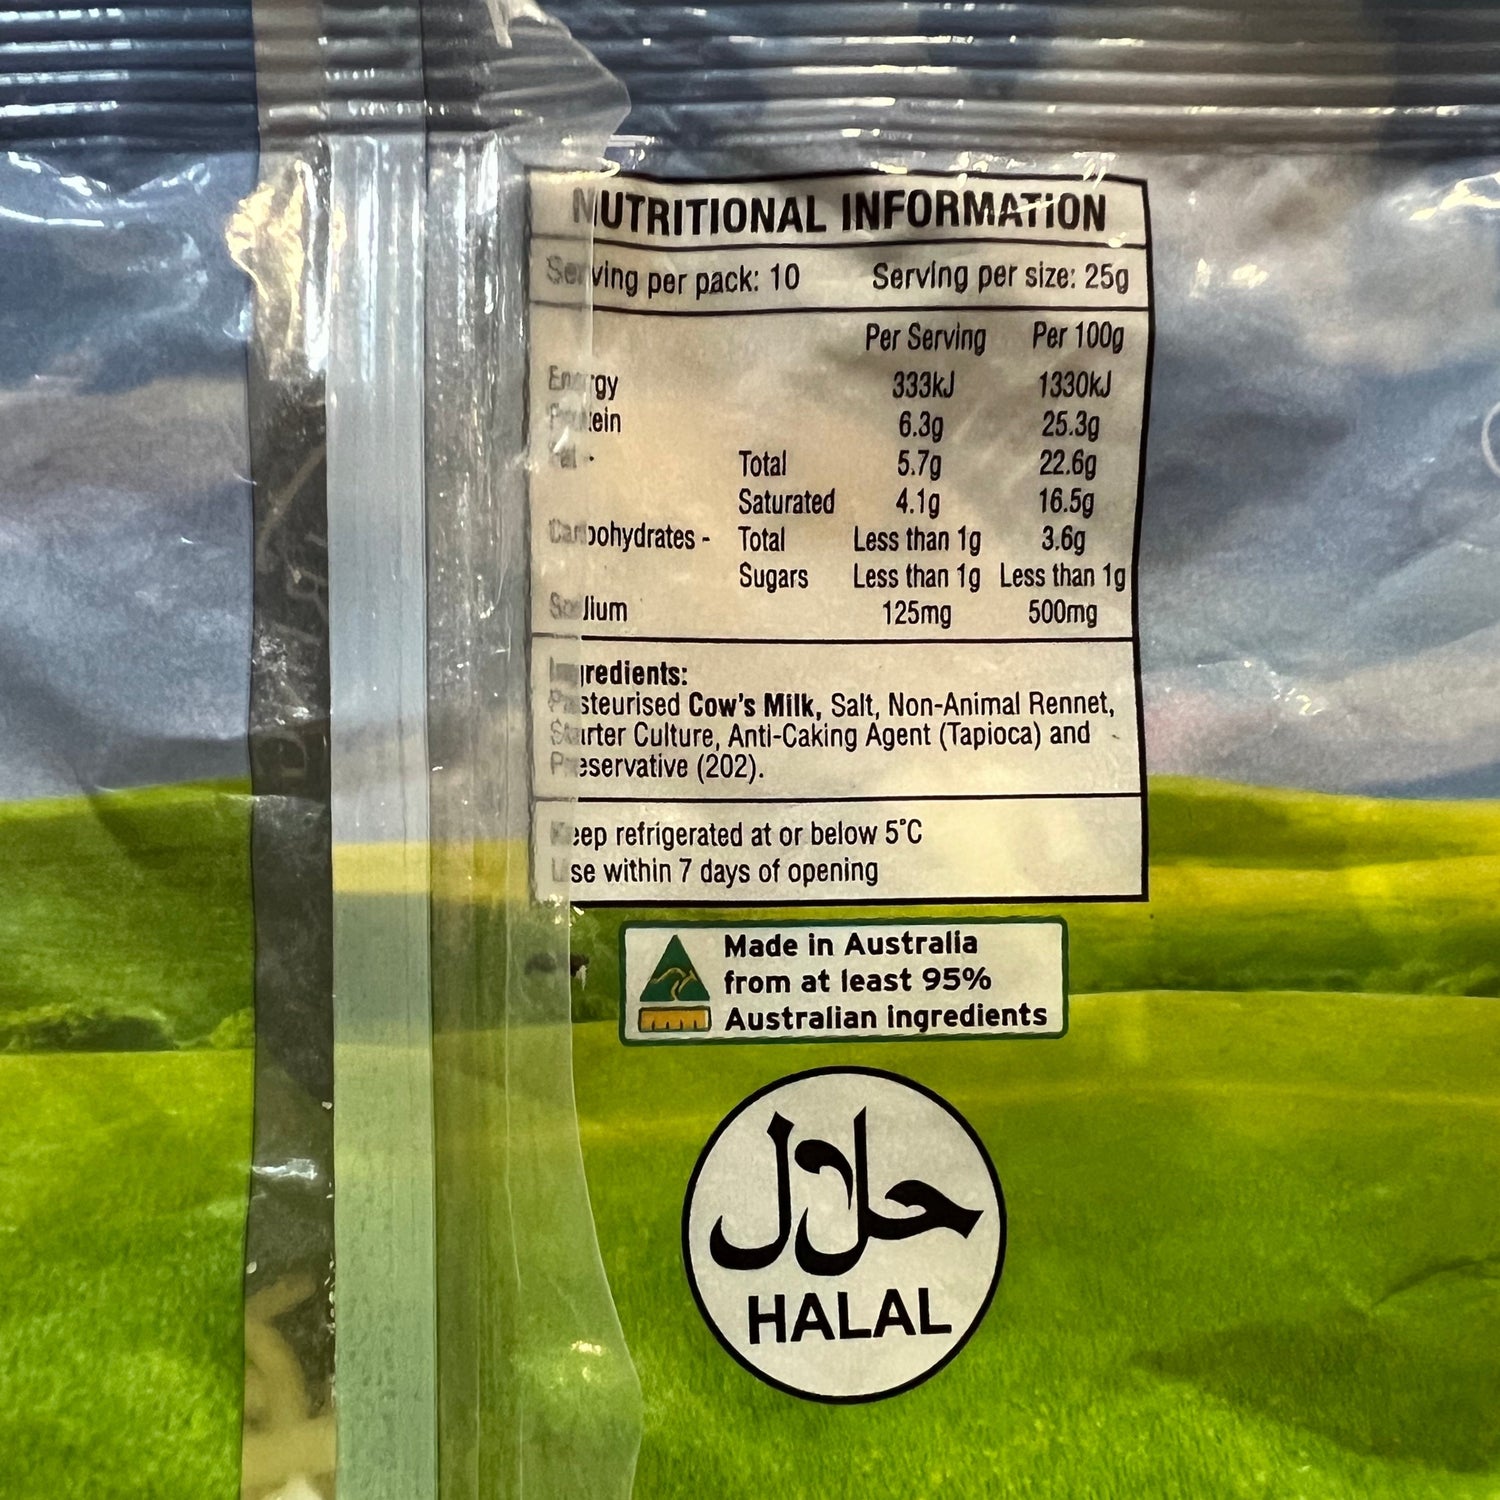 NUTRITIONAL INFORMATION
Serving per pack: 10 Serving per size: 25g
Per Serving Per 100g
Energy 333kJ 1330kJ
Protein 6.3g 25.3g
Fat - Total 5.7g 22.6g
Saturated 4.1g 16.5g
Carbohydrates - Total Less than 1g 3.6g
Sugars Less than 1g Less than 1g
Sodium 125mg 500mg
Ingredients:
Pasteurised Cow's Milk, Salt, Non-Animal Rennet,
Starter Culture, Anti-Caking Agent (Tapioca) and
Preservative (202).
Keep refrigerated at or below 5°C
Use within 7 days of opening
Made in Australia
from at least 95%
Australian ingredients
حلال
HALAL